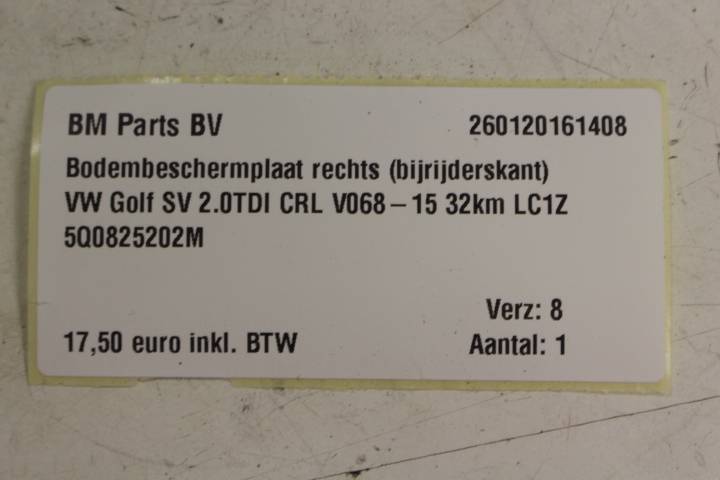 BM Parts BV 260120161408
Bodembeschermplaat rechts (bijrijderskant)
VW Golf SV 2.0TDI CRL V068-15 32km LC1Z
5Q0825202M
Verz: 8
17,50 euro inkl. BTW Aantal: 1